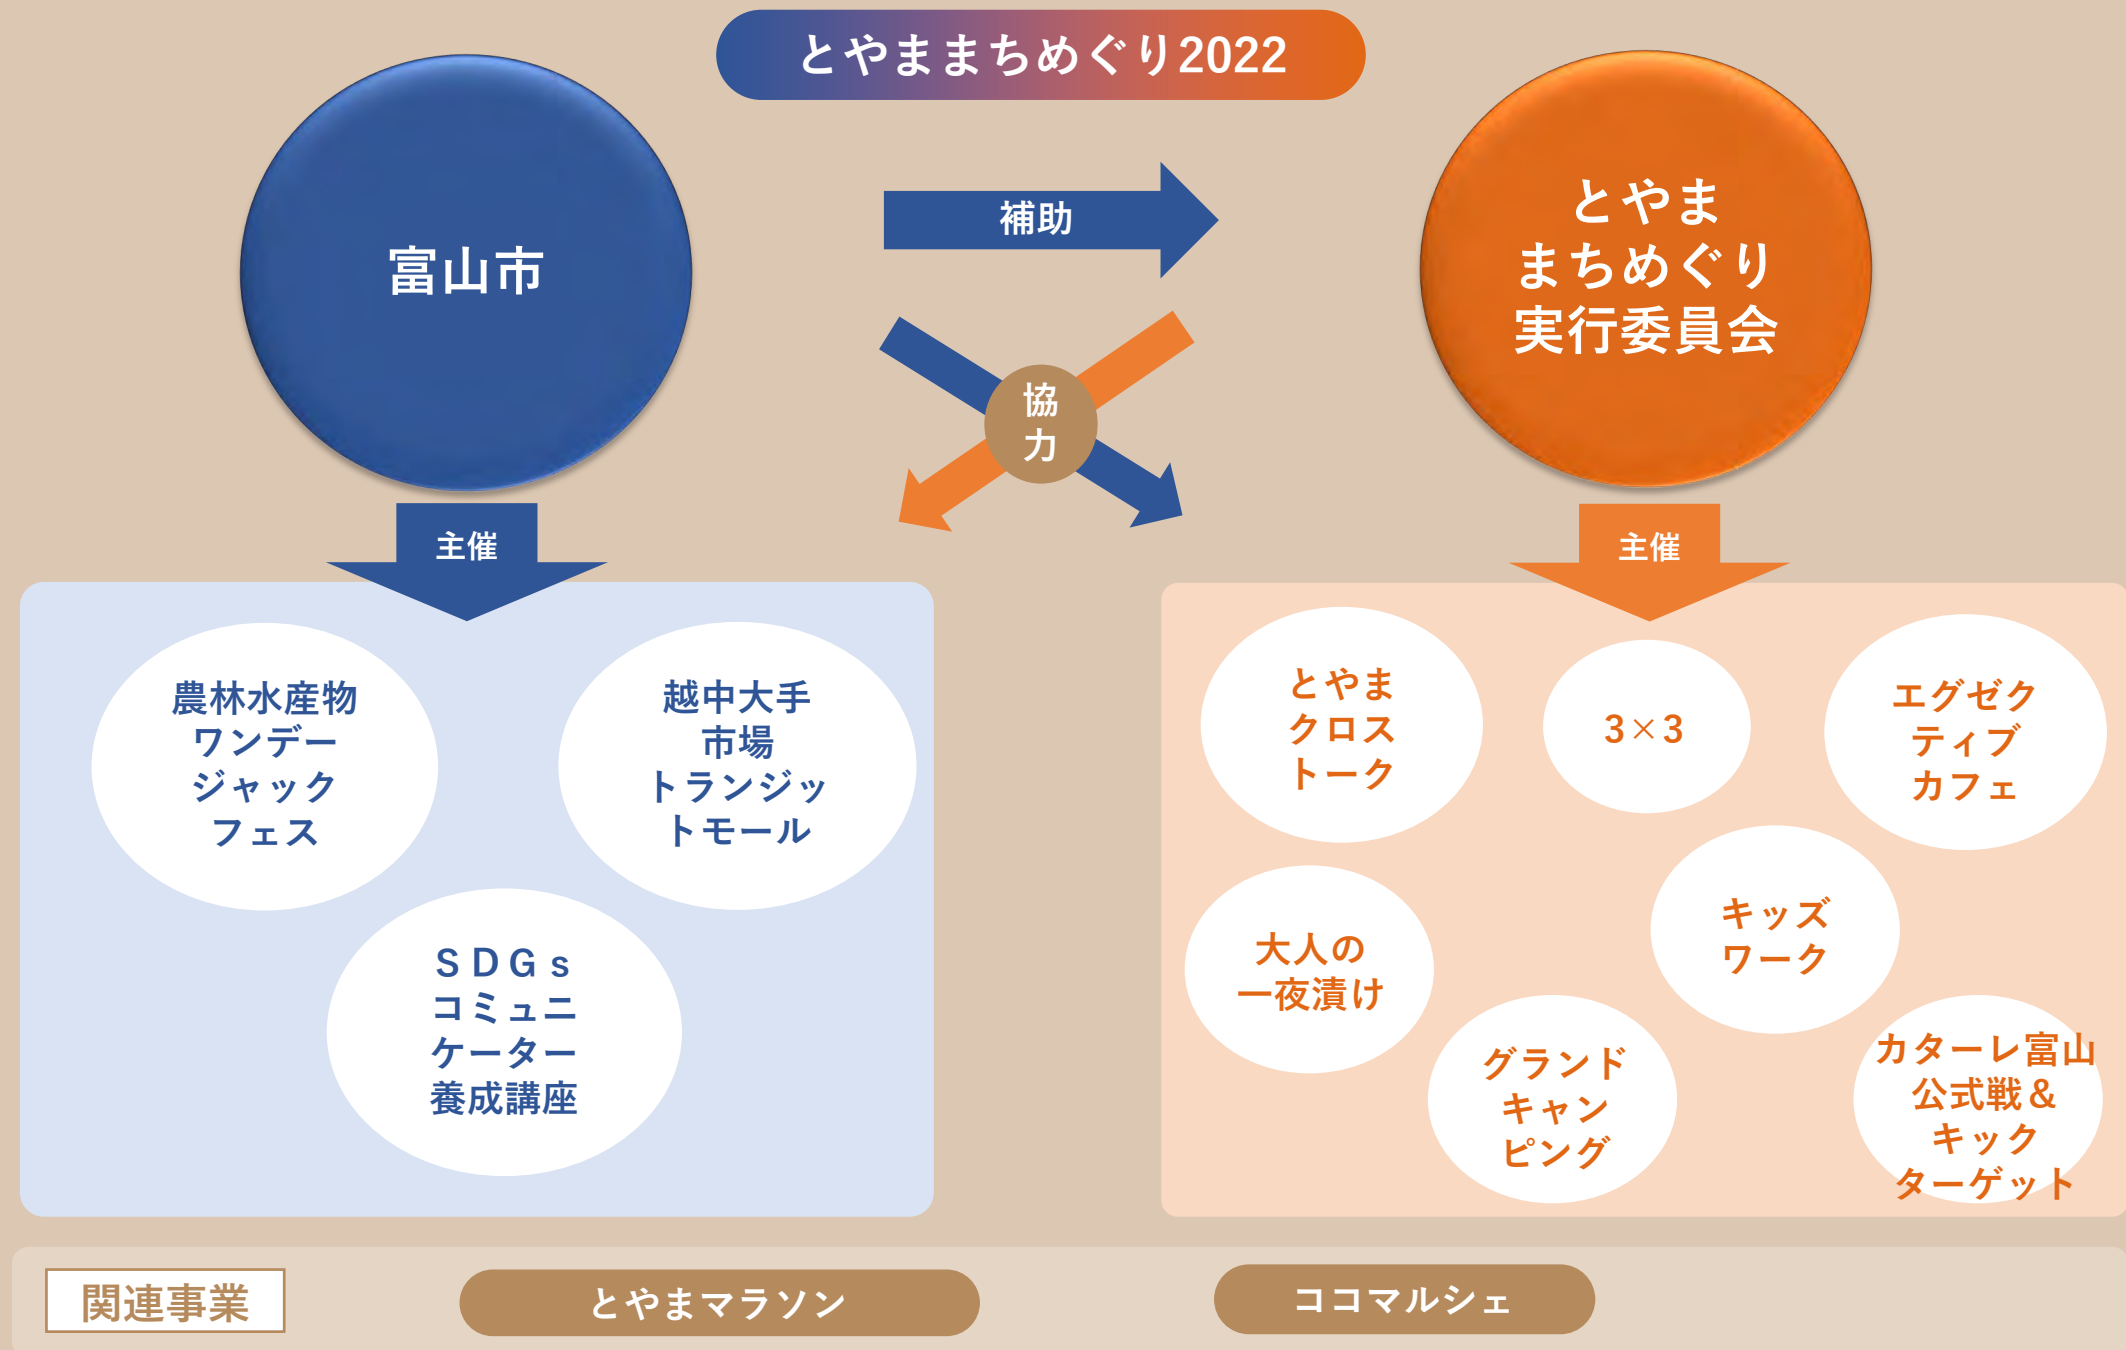 とやままちめぐり2022
富山市
補助
とやま
まちめぐり
実行委員会
協
力
主催
主催
農林水産物
ワンデー
ジャック
フェス
越中大手
市場
トランジッ
トモール
ＳＤＧｓ
コミュニ
ケーター
養成講座
とやま
クロス
トーク
3×3
エグゼク
ティブ
カフェ
大人の
一夜漬け
キッズ
ワーク
グランド
キャン
ピング
カターレ富山
公式戦＆
キック
ターゲット
関連事業
とやまマラソン
ココマルシェ